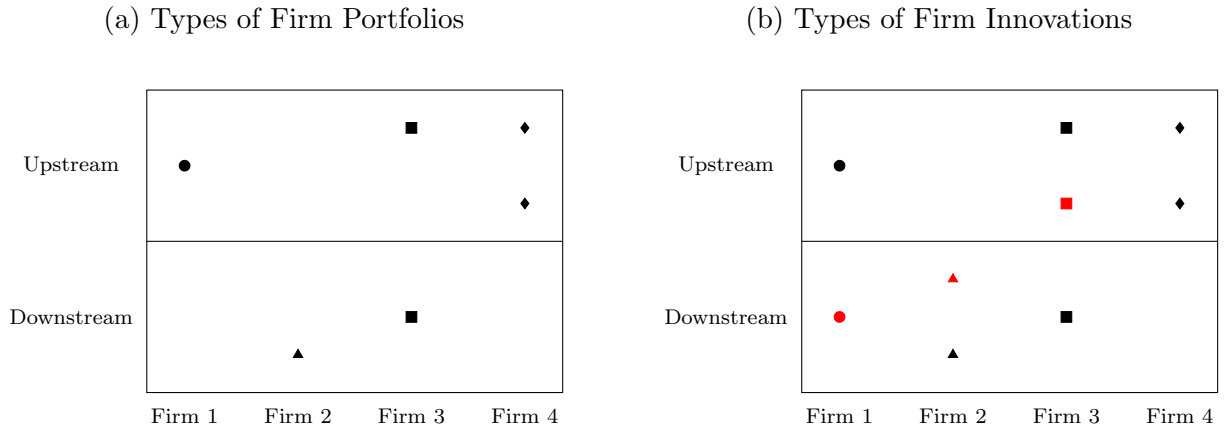 (a) Types of Firm Portfolios
Upstream
Downstream
Firm 1 Firm 2 Firm 3 Firm 4
(b) Types of Firm Innovations
Upstream
Downstream
Firm 1 Firm 2 Firm 3 Firm 4